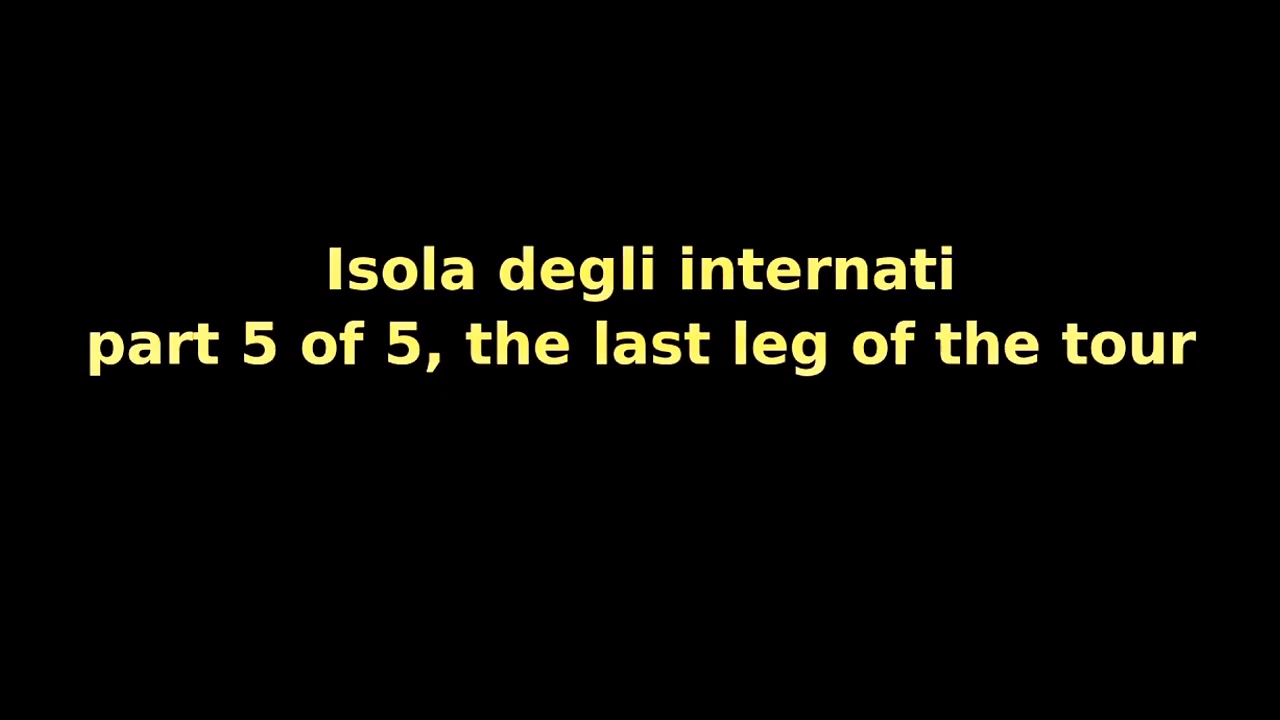 Isola degli internati
part 5 of 5, the last leg of the tour